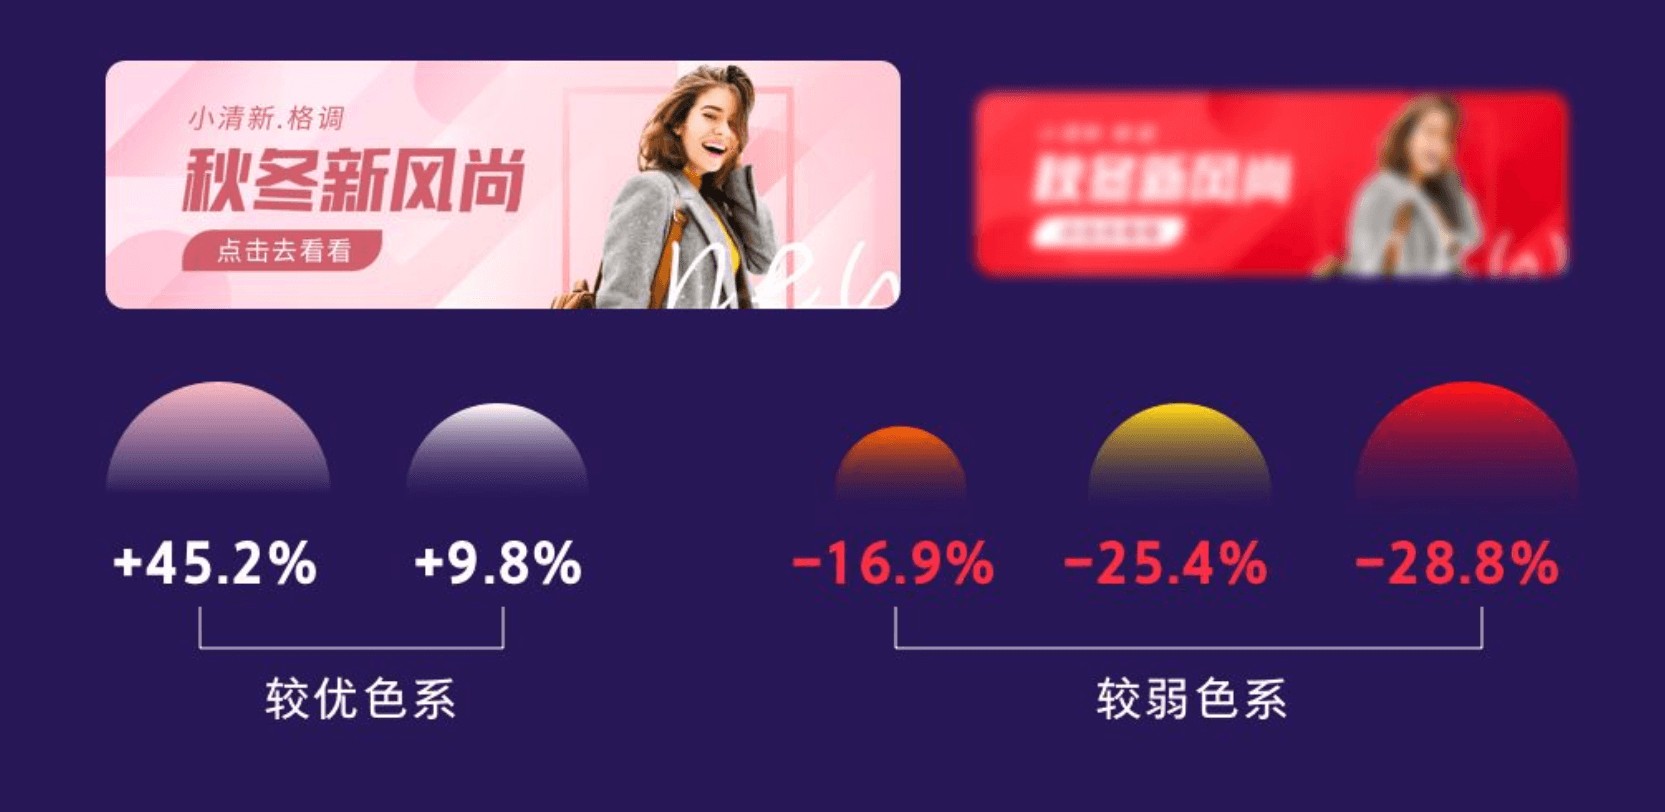 小清新.格调
秋冬新风尚
点击去看看
new
秋冬新风尚
+45.2%
+9.8%
-16.9%
-25.4%
-28.8%
较优色系
较弱色系